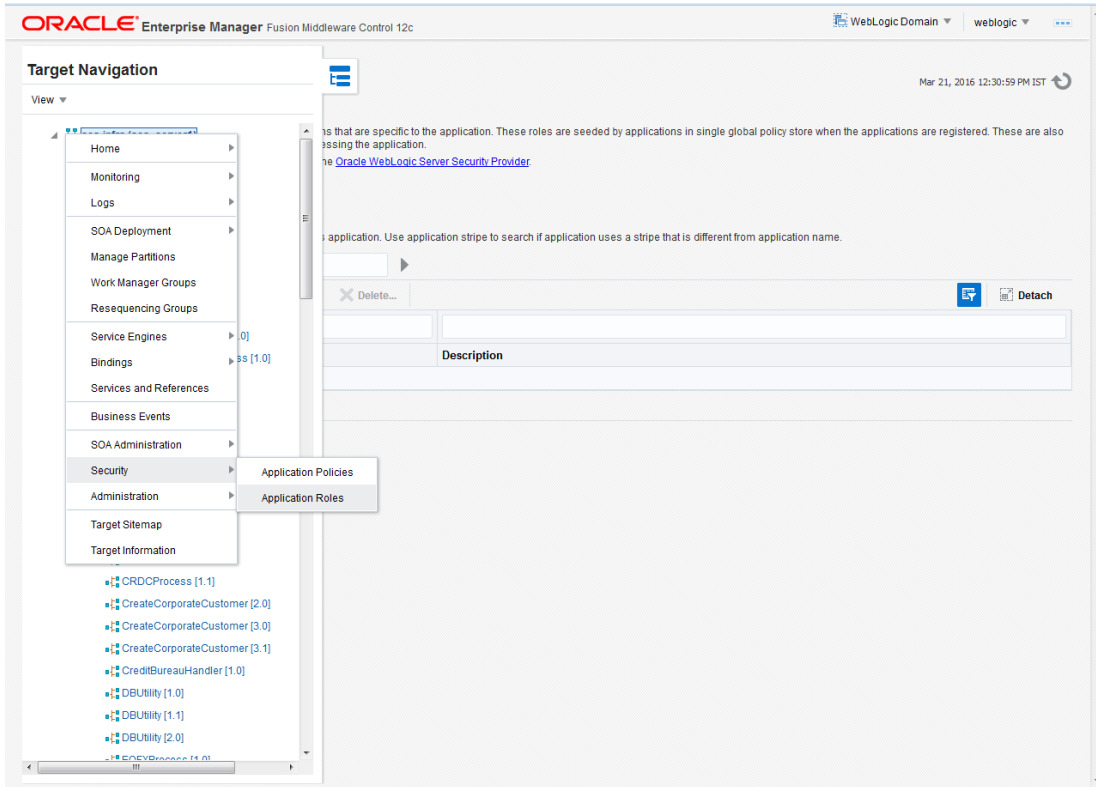 ORACLE Enterprise Manager Fusion Middleware Control 12c
WebLogic Domain
weblogic
Target Navigation
View
Mar 21, 2016 12:30:59 PM IST
ns that are specific to the application. These roles are seeded by applications in single global policy store when the applications are registered. These are also
essing the application.
he Oracle WebLogic Server Security Provider.
s application. Use application stripe to search if application uses a stripe that is different from application name.
Delete...
Detach
Description
Home
Monitoring
Logs
SOA Deployment
Manage Partitions
Work Manager Groups
Resequencing Groups
Service Engines
.0]
Bindings
ss [1.0]
Services and References
Business Events
SOA Administration
Security
Application Policies
Administration
Application Roles
Target Sitemap
Target Information
CRDCProcess [1.1]
CreateCorporateCustomer [2.0]
CreateCorporateCustomer [3.0]
CreateCorporateCustomer [3.1]
CreditBureauHandler [1.0]
DBUtility [1.0]
DBUtility [1.1]
DBUtility [2.0]